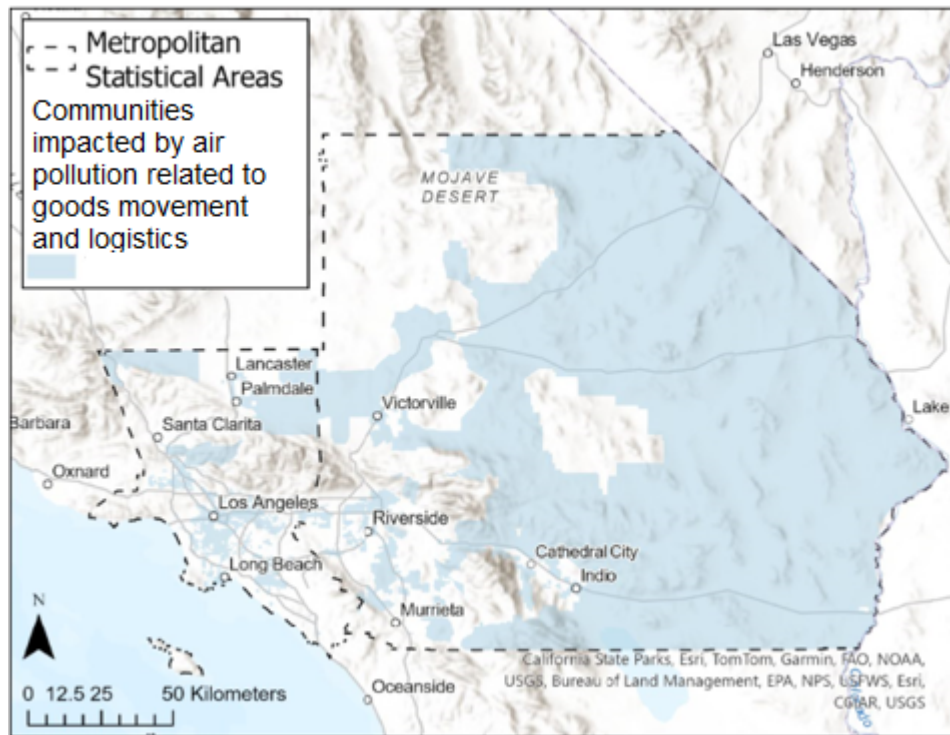 Metropolitan
Statistical Areas
Communities
impacted by air
pollution related to
goods movement
and logistics
Las Vegas
Henderson
MOJAVE
DESERT
Lancaster
Palmdale
Victorville
Lake
Barbara
Santa Clarita
Oxnard
Los Angeles
Riverside
Cathedral City
Long Beach
Indio
Murrieta
N
Oceanside
0 12.5 25 50 Kilometers
California State Parks, Esri, TomTom, Garmin, FAO, NOAA,
USGS, Bureau of Land Management, EPA, NPS, USFWS, Esri,
CGIAR, USGS